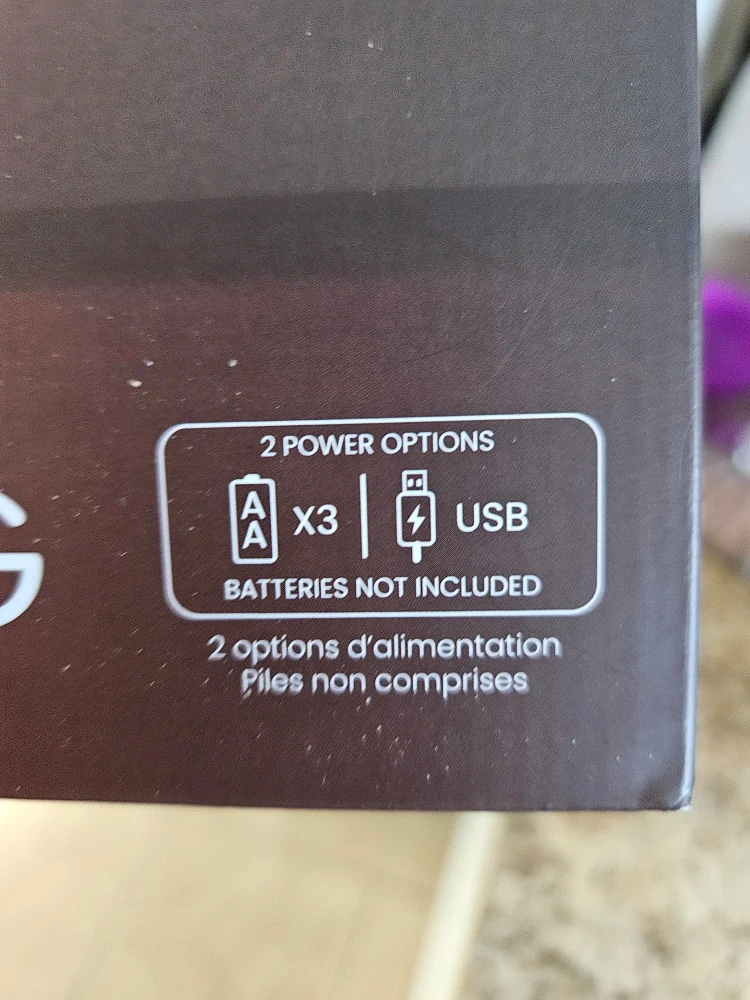 2 POWER OPTIONS
AA X3 | USB
BATTERIES NOT INCLUDED
2 options d'alimentation
Piles non comprises